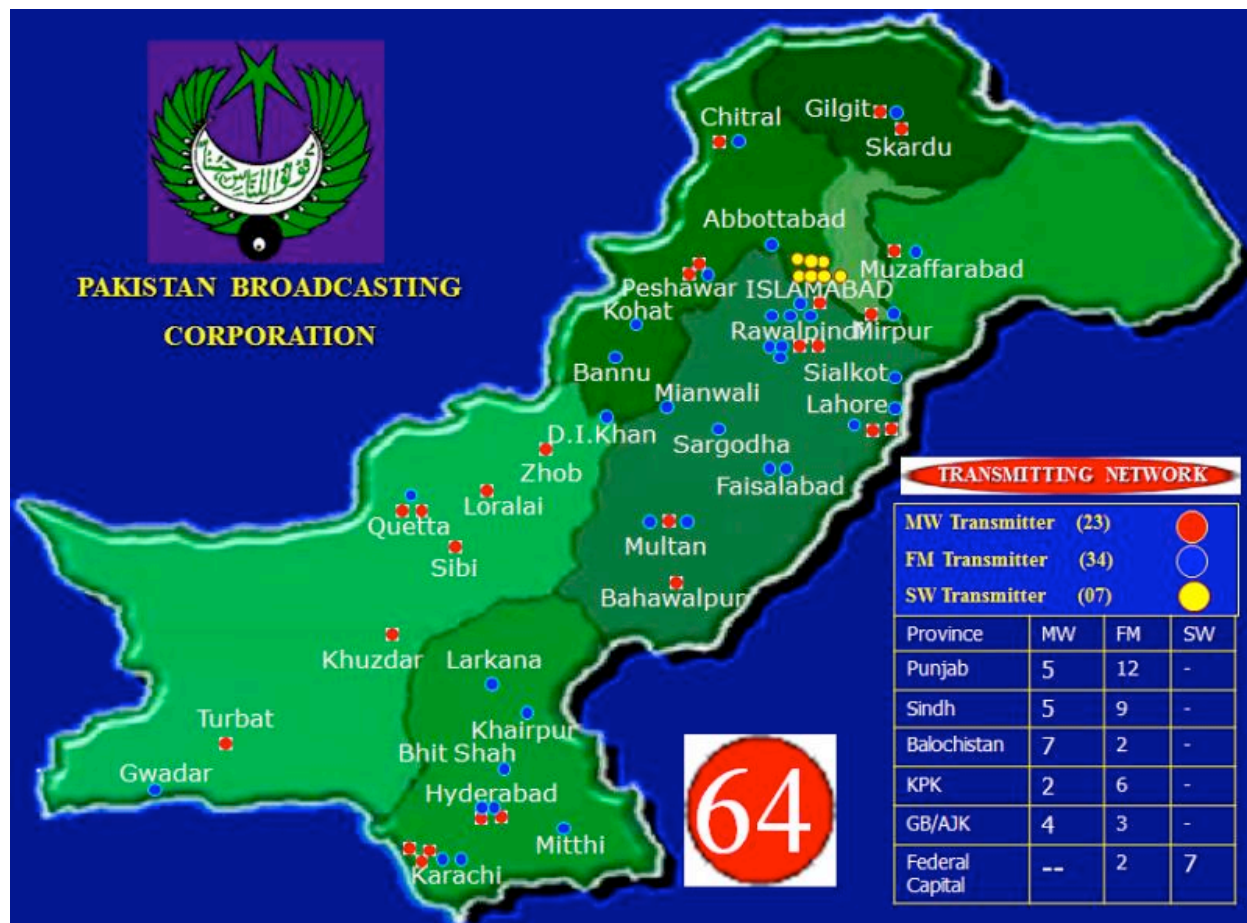 قولوا للناس حسنا
PAKISTAN BROADCASTING
CORPORATION
Chitral
Gilgit
Skardu
Abbottabad
Muzaffarabad
Peshawar
ISLAMABAD
Kohat
Rawalpindi
Mirpur
Bannu
Sialkot
Mianwali
Lahore
D.I.Khan
Sargodha
Zhob
Faisalabad
Loralai
Quetta
Multan
Sibi
Bahawalpur
Khuzdar
Larkana
Turbat
Khairpur
Bhit Shah
Gwadar
Hyderabad
Mitthi
Karachi
64
TRANSMITTING NETWORK
MW Transmitter (23)
FM Transmitter (34)
SW Transmitter (07)
Province MW FM SW
Punjab 5 12 -
Sindh 5 9 -
Balochistan 7 2 -
KPK 2 6 -
GB/AJK 4 3 -
Federal
Capital -- 2 7